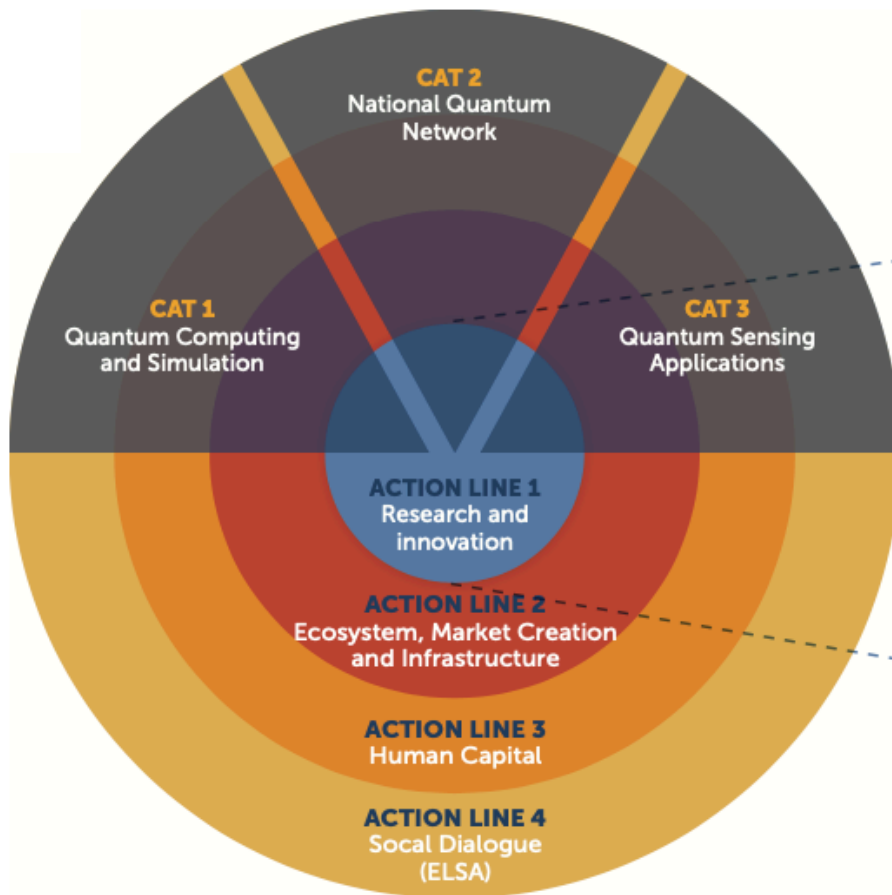 CAT 2
National Quantum
Network
CAT 1
Quantum Computing
and Simulation
CAT 3
Quantum Sensing
Applications
ACTION LINE 1
Research and
innovation
ACTION LINE 2
Ecosystem, Market Creation
and Infrastructure
ACTION LINE 3
Human Capital
ACTION LINE 4
Socal Dialogue
(ELSA)